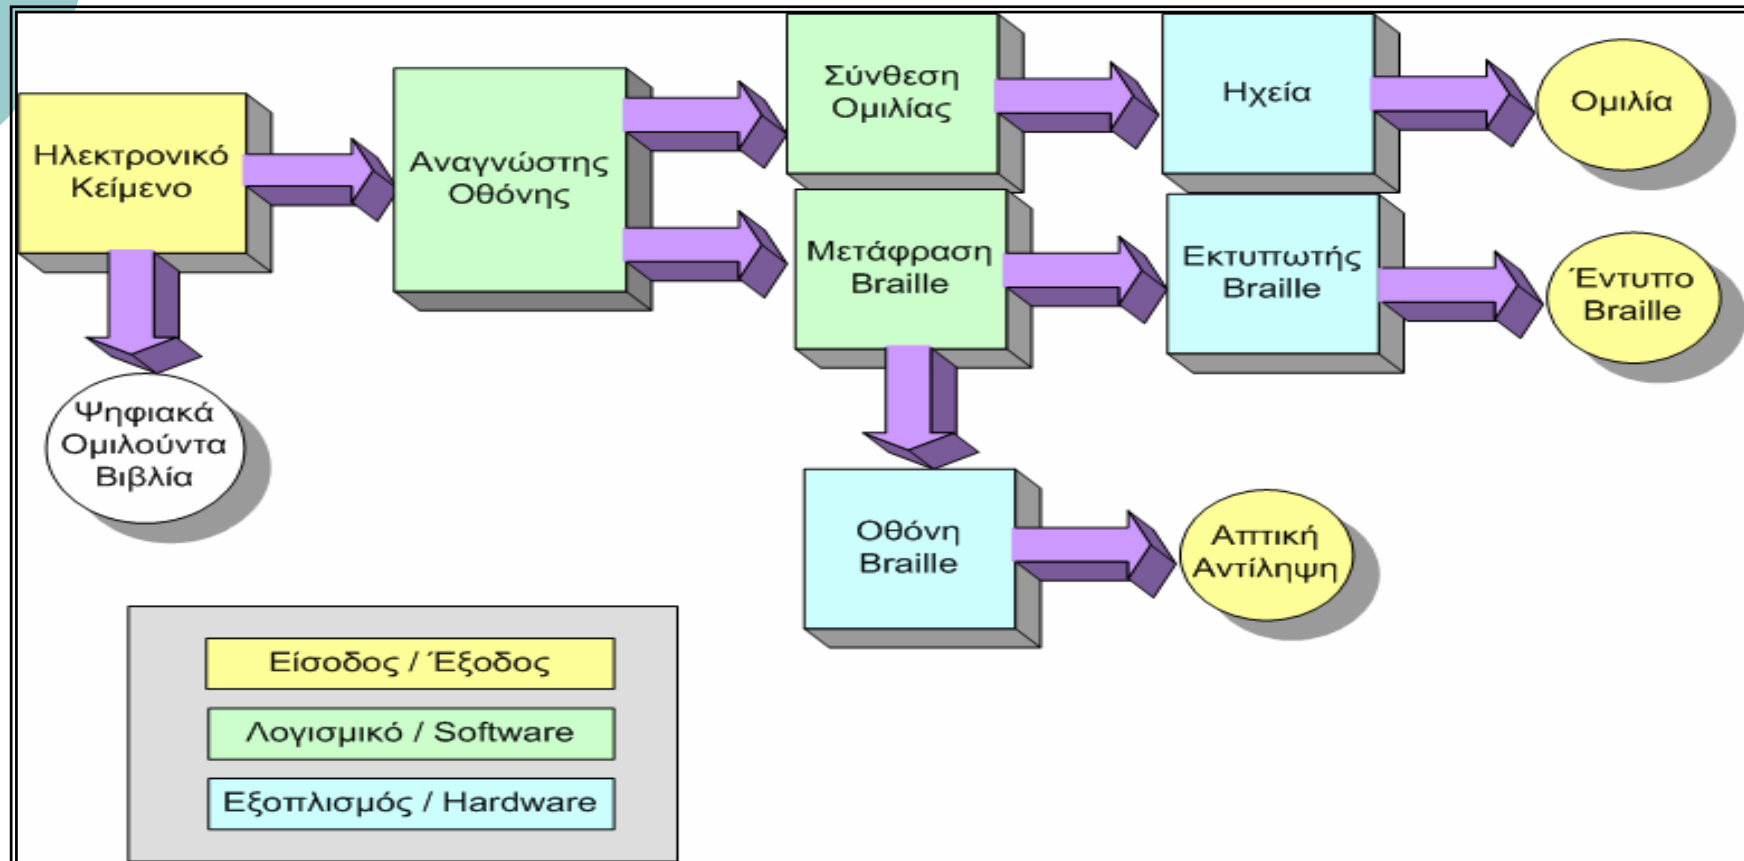 Ηλεκτρονικό
Κείμενο
Αναγνώστης
Οθόνης
Σύνθεση
Ομιλίας
Ηχεία
Ομιλία
Μετάφραση
Braille
Εκτυπωτής
Braille
Έντυπο
Braille
Ψηφιακά
Ομιλούντα
Βιβλία
Οθόνη
Braille
Απτική
Αντίληψη
Είσοδος / Έξοδος
Λογισμικό / Software
Εξοπλισμός / Hardware